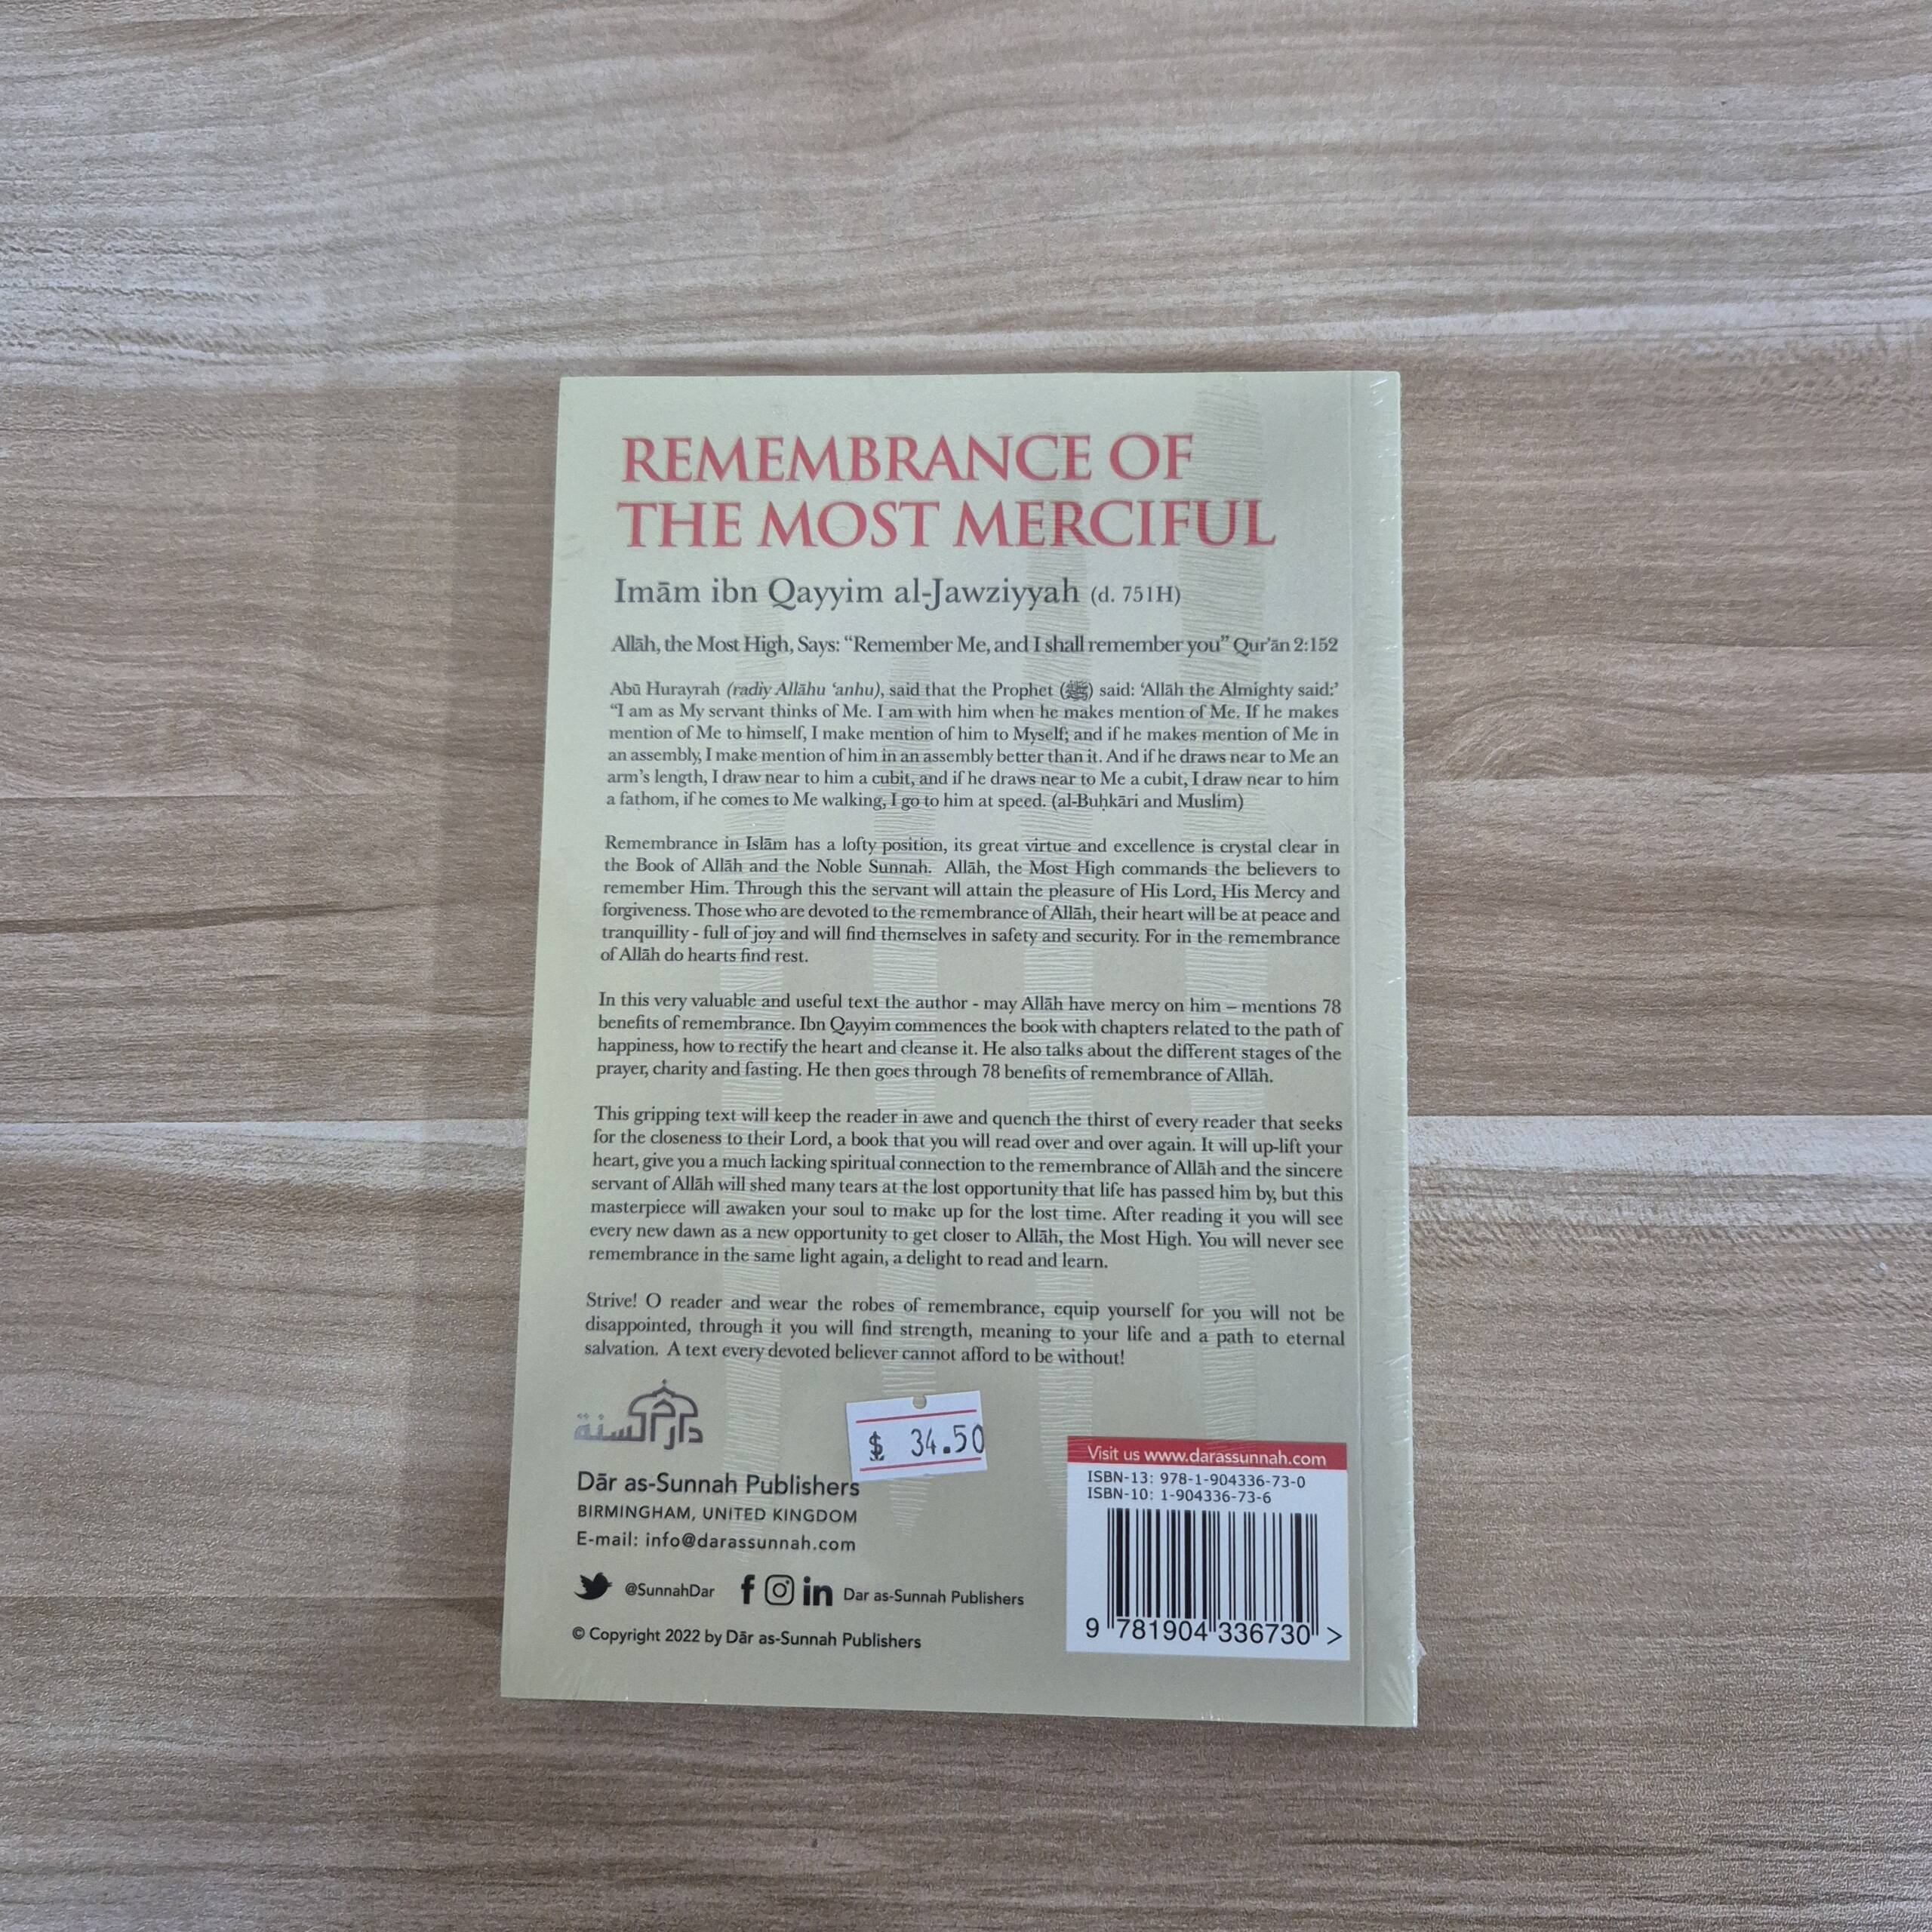 REMEMBRANCE OF
THE MOST MERCIFUL
Imām ibn Qayyim al-Jawziyyah (d. 751H)
Allāh, the Most High, Says: “Remember Me, and I shall remember you” Qur’ān 2:152
Abū Hurayrah (radiy Allāhu ‘anhu), said that the Prophet (ﷺ) said: ‘Allāh the Almighty said:’
“I am as My servant thinks of Me. I am with him when he makes mention of Me. If he makes
mention of Me to himself, I make mention of him to Myself; and if he makes mention of Me in
an assembly, I make mention of him in an assembly better than it. And if he draws near to Me an
arm’s length, I draw near to him a cubit, and if he draws near to Me a cubit, I draw near to him
a fathom, if he comes to Me walking, I go to him at speed. (al-Buḥkāri and Muslim)
Remembrance in Islām has a lofty position, its great virtue and excellence is crystal clear in
the Book of Allāh and the Noble Sunnah. Allāh, the Most High commands the believers to
remember Him. Through this the servant will attain the pleasure of His Lord, His Mercy and
forgiveness. Those who are devoted to the remembrance of Allāh, their heart will be at peace and
tranquillity - full of joy and will find themselves in safety and security. For in the remembrance
of Allāh do hearts find rest.
In this very valuable and useful text the author - may Allāh have mercy on him – mentions 78
benefits of remembrance. Ibn Qayyim commences the book with chapters related to the path of
happiness, how to rectify the heart and cleanse it. He also talks about the different stages of the
prayer, charity and fasting. He then goes through 78 benefits of remembrance of Allāh.
This gripping text will keep the reader in awe and quench the thirst of every reader that seeks
for the closeness to their Lord, a book that you will read over and over again. It will up-lift your
heart, give you a much lacking spiritual connection to the remembrance of Allāh and the sincere
servant of Allāh will shed many tears at the lost opportunity that life has passed him by, but this
masterpiece will awaken your soul to make up for the lost time. After reading it you will see
every new dawn as a new opportunity to get closer to Allāh, the Most High. You will never see
remembrance in the same light again, a delight to read and learn.
Strive! O reader and wear the robes of remembrance, equip yourself for you will not be
disappointed, through it you will find strength, meaning to your life and a path to eternal
salvation. A text every devoted believer cannot afford to be without!
دار السنة
$ 34.50
Dār as-Sunnah Publishers
BIRMINGHAM, UNITED KINGDOM
E-mail: info@darassunnah.com
@SunnahDar f in Dar as-Sunnah Publishers
© Copyright 2022 by Dār as-Sunnah Publishers
Visit us www.darassunnah.com
ISBN-13: 978-1-904336-73-0
ISBN-10: 1-904336-73-6
9 781904 336730 >